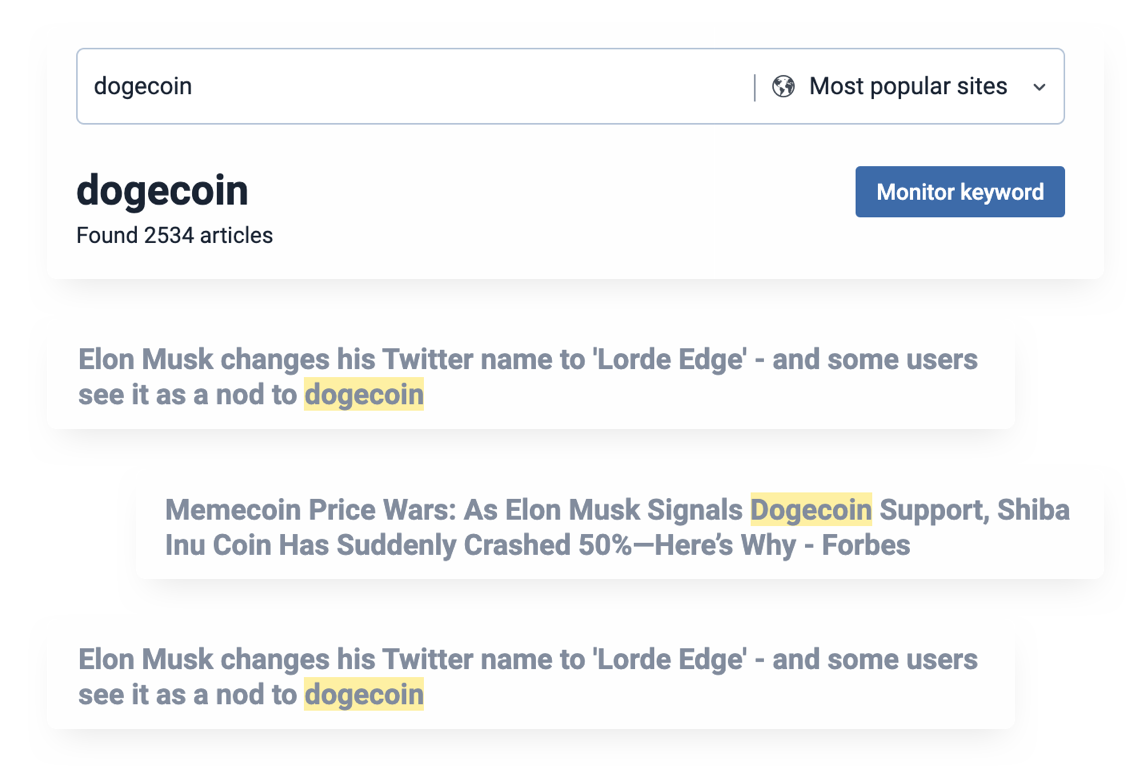 dogecoin
Most popular sites
dogecoin
Monitor keyword
Found 2534 articles
Elon Musk changes his Twitter name to 'Lorde Edge' - and some users
see it as a nod to dogecoin
Memecoin Price Wars: As Elon Musk Signals Dogecoin Support, Shiba
Inu Coin Has Suddenly Crashed 50%—Here’s Why - Forbes
Elon Musk changes his Twitter name to 'Lorde Edge' - and some users
see it as a nod to dogecoin